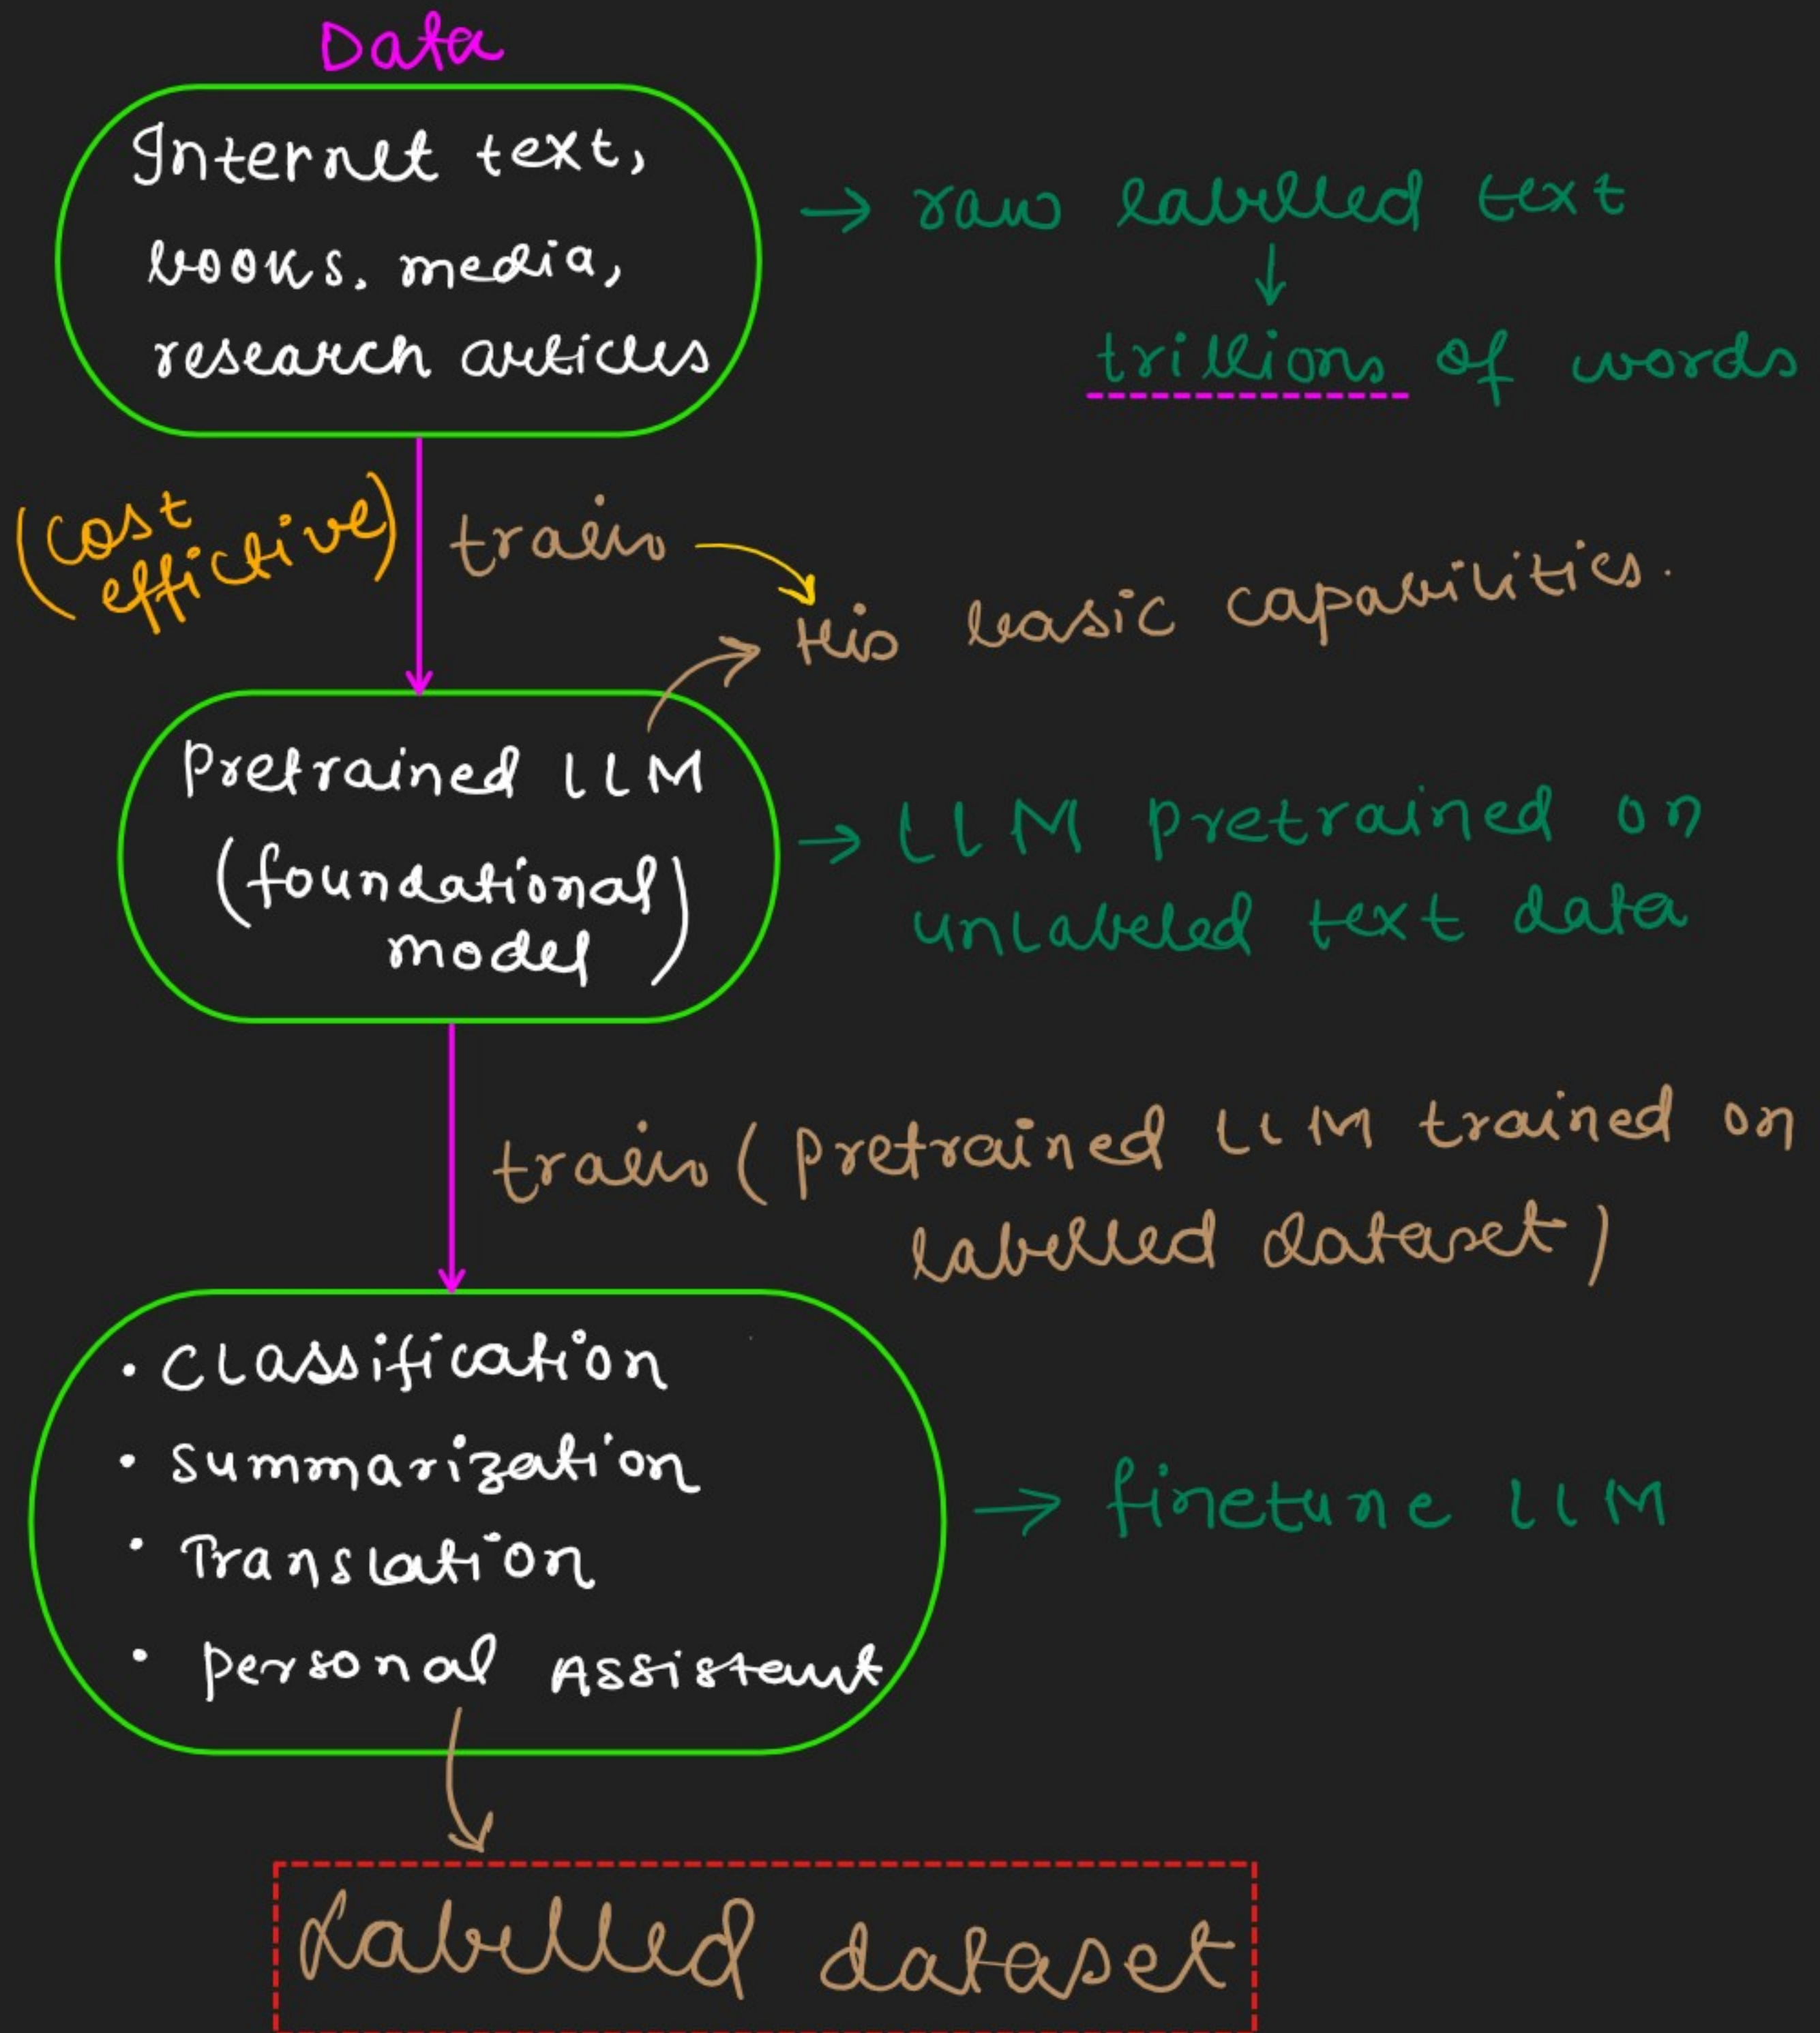 Data
Internet text,
books, media,
research articles
→ raw labelled text
↓
trillions of words
(cost
effictive)
train
this basic capabilities.
pretrained LLM
(foundational
model)
→ LLM pretrained on
unlabeled text data
train (pretrained LLM trained on
labelled dataset)
• Classification
• Summarization
• Translation
• personal Assistant
→ finetune LLM
Labelled dataset